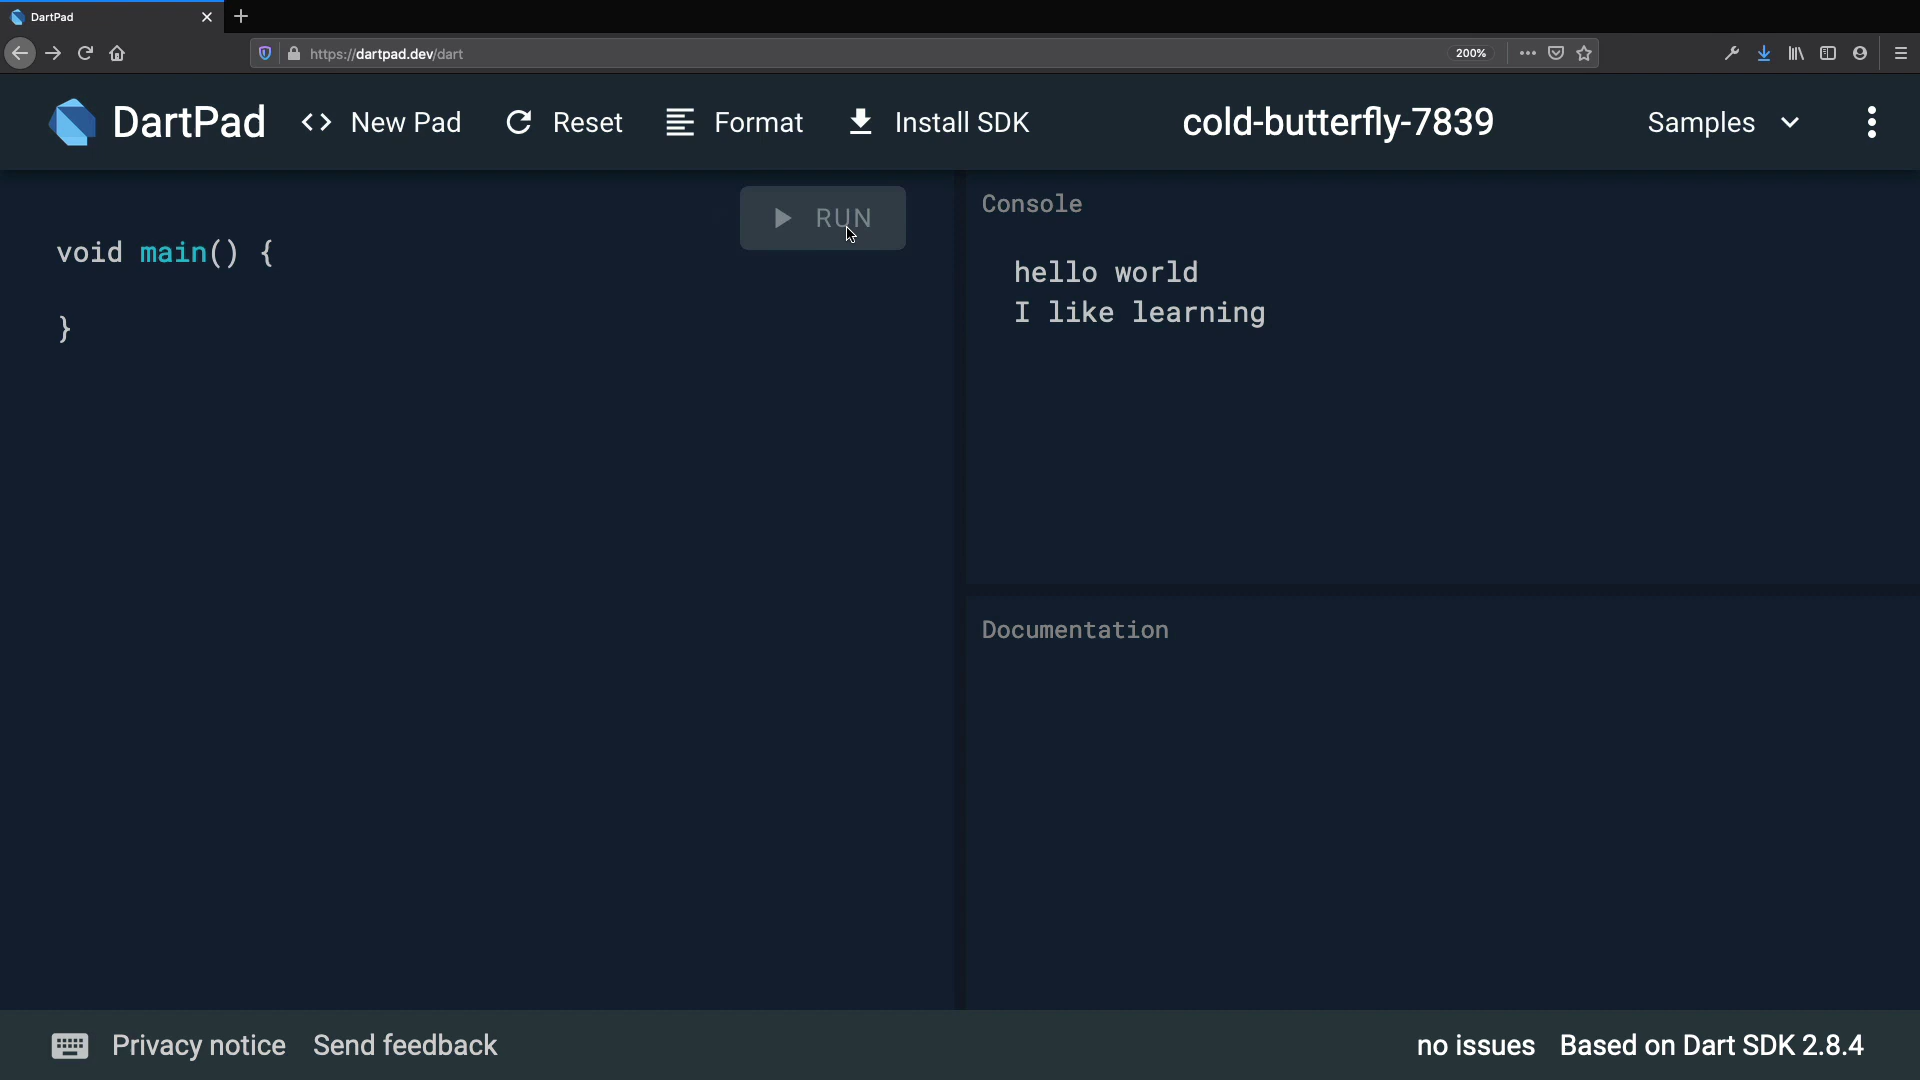 DartPad
https://dartpad.dev/dart
200%
DartPad
<> New Pad
Reset
Format
Install SDK
cold-butterfly-7839
Samples
RUN
void main() {
}
Console
hello world
I like learning
Documentation
Privacy notice
Send feedback
no issues
Based on Dart SDK 2.8.4